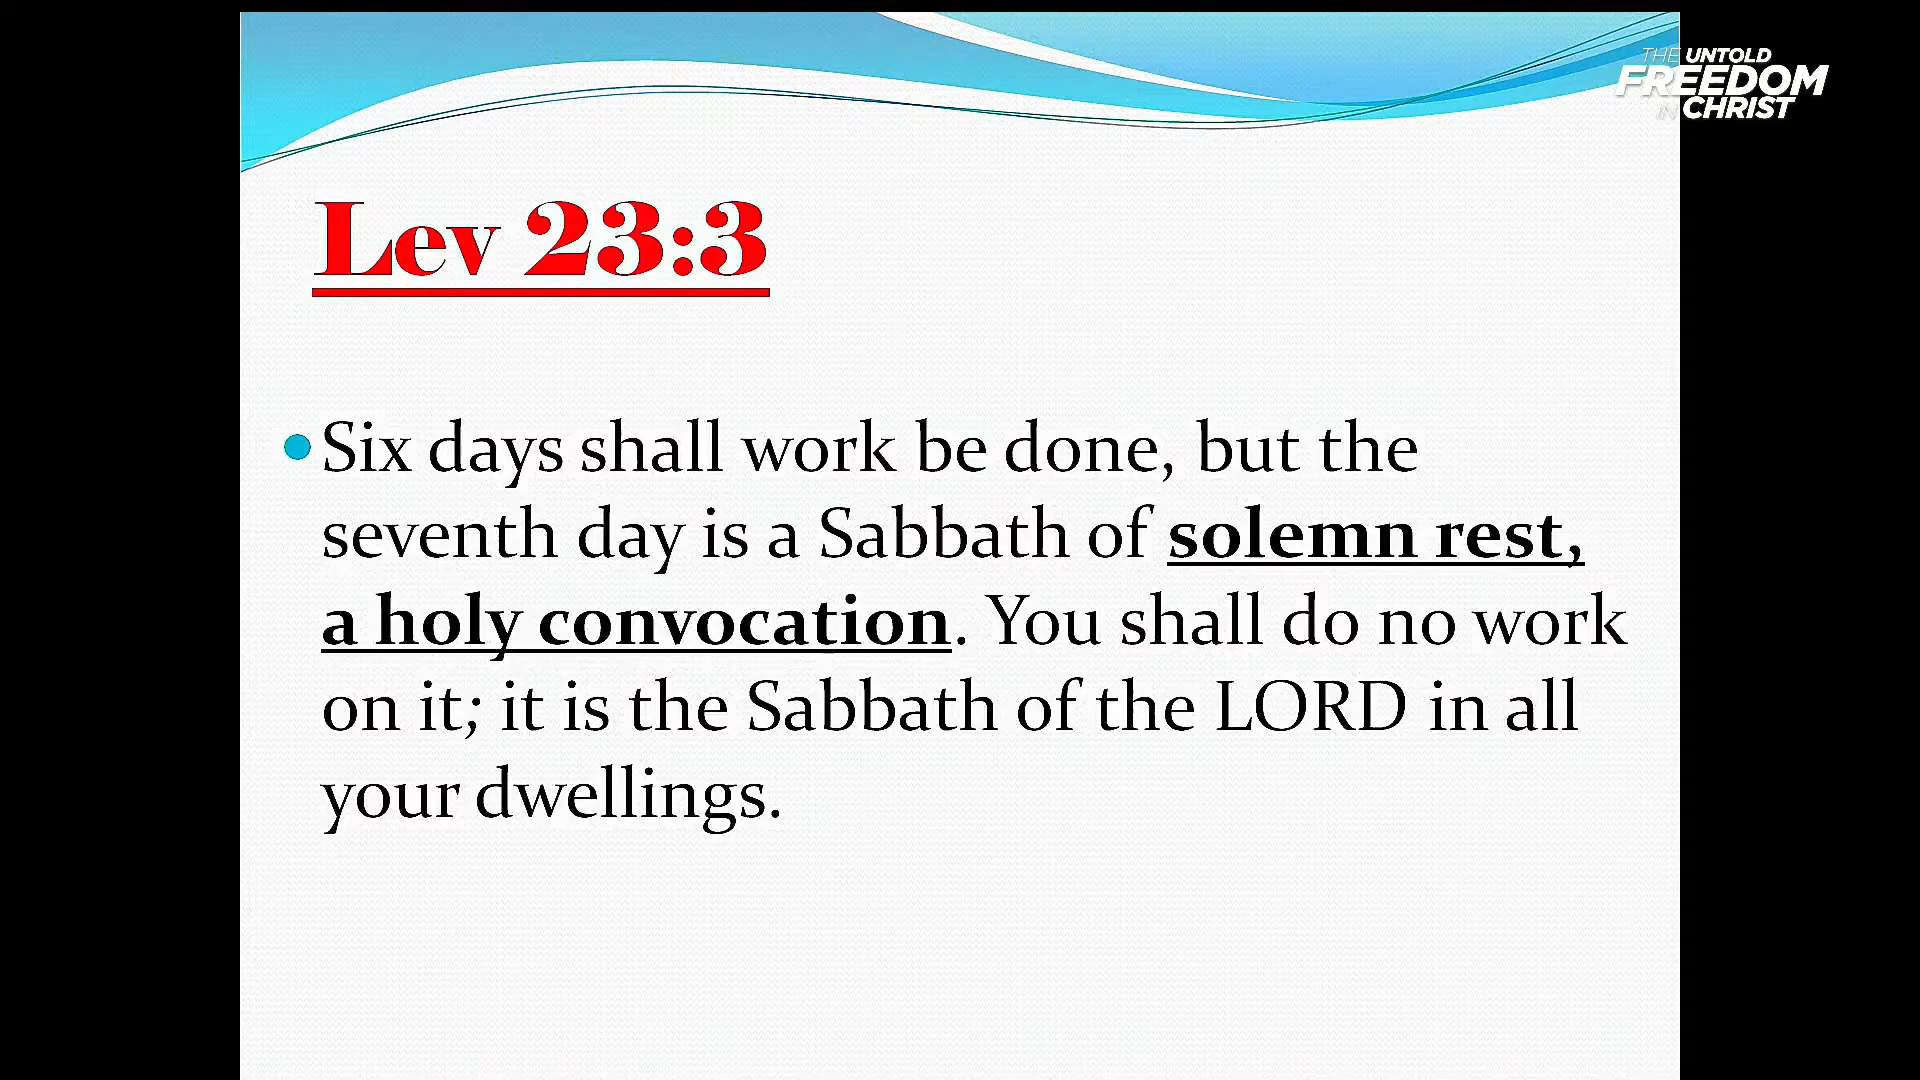 THE UNTOLD
FREEDOM
IN CHRIST
Lev 23:3
Six days shall work be done, but the
seventh day is a Sabbath of solemn rest,
a holy convocation. You shall do no work
on it; it is the Sabbath of the LORD in all
your dwellings.